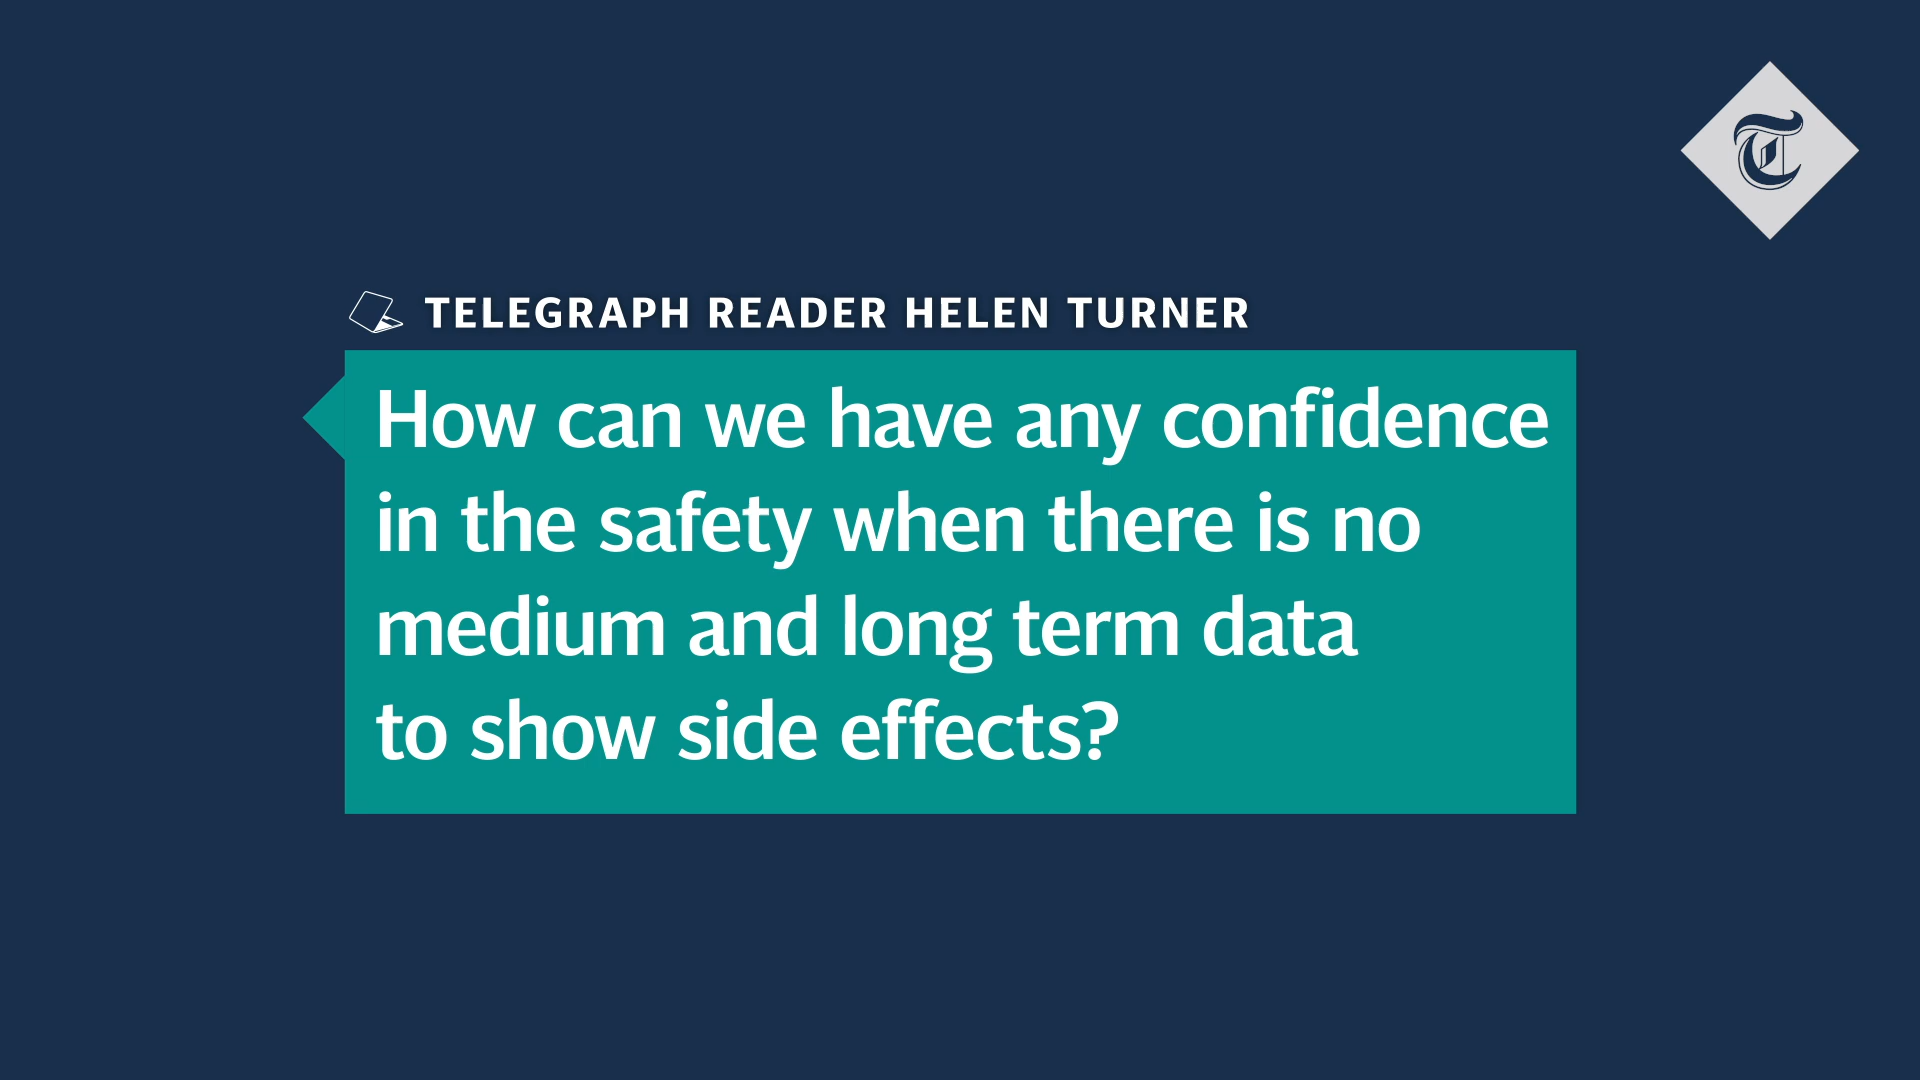 T
TELEGRAPH READER HELEN TURNER
How can we have any confidence
in the safety when there is no
medium and long term data
to show side effects?